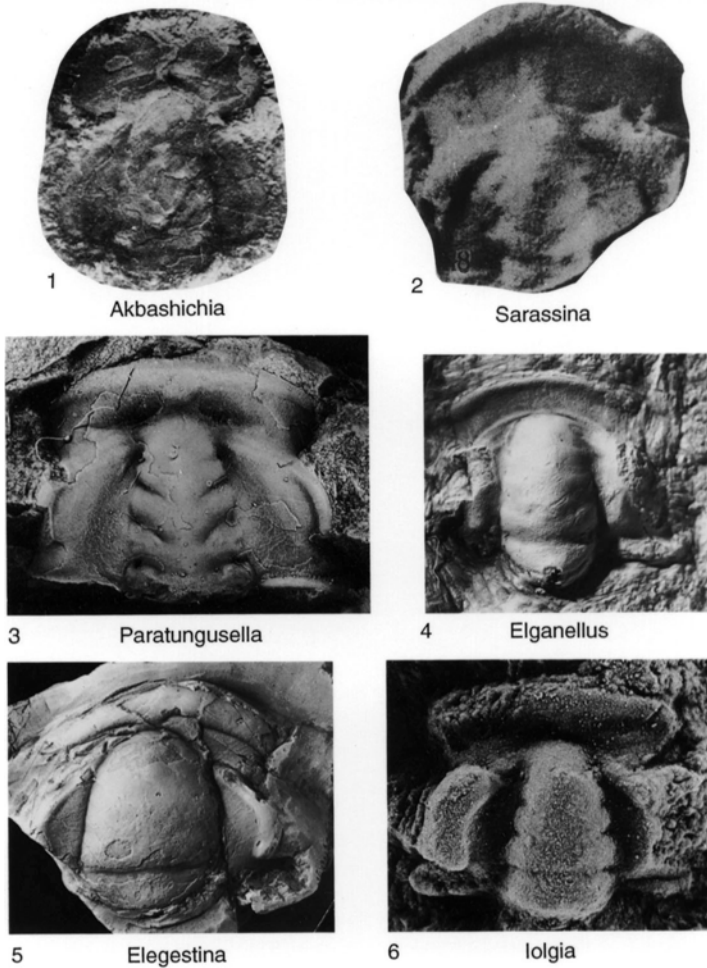 1
Akbashichia
2
Sarassina
3
Paratungusella
4
Elganellus
5
Elegestina
6
Iolgia